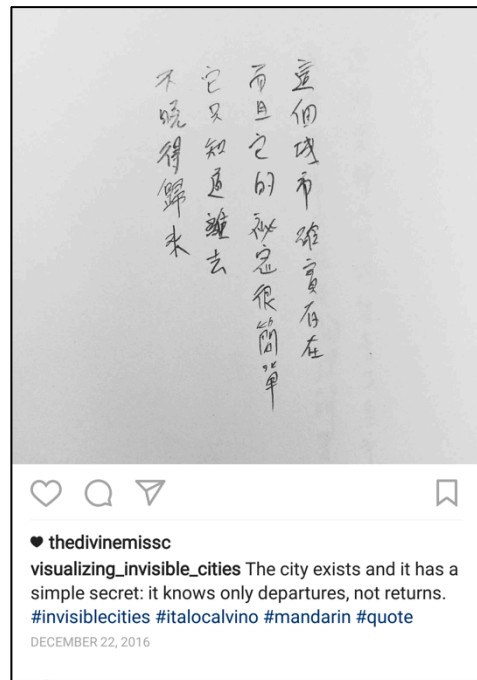 這個城市確實存在
而且它的祕密很簡單
它只知道離去
不曉得歸來
thedivinemissc
visualizing_invisible_cities The city exists and it has a
simple secret: it knows only departures, not returns.
#invisiblecities #italocalvino #mandarin #quote
DECEMBER 22, 2016